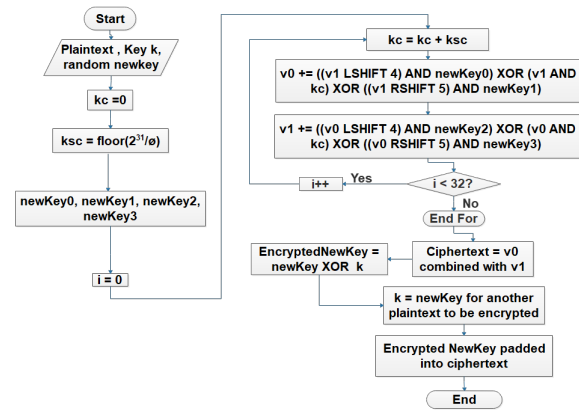 Start
Plaintext , Key k,
random newkey
kc =0
ksc = floor(2³¹/ø)
newKey0, newKey1, newKey2,
newKey3
i = 0
kc = kc + ksc
v0 += ((v1 LSHIFT 4) AND newKey0) XOR (v1 AND
kc) XOR ((v1 RSHIFT 5) AND newKey1)
v1 += ((v0 LSHIFT 4) AND newKey2) XOR (v0 AND
kc) XOR ((v0 RSHIFT 5) AND newKey3)
i < 32?
Yes
i++
No
End For
Ciphertext = v0
combined with v1
EncryptedNewKey =
newKey XOR k
k = newKey for another
plaintext to be encrypted
Encrypted NewKey padded
into ciphertext
End